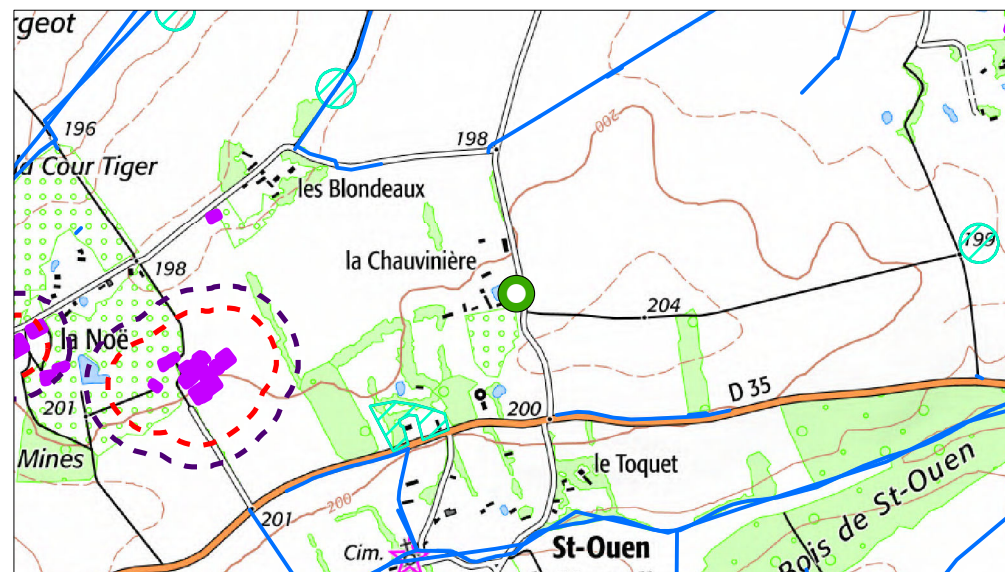 rgeot
196
198
200
la Cour Tiger
les Blondeaux
199
la Chauvinière
198
204
la Noë
D 35
201
200
Mines
le Toquet
200
201
Cim.
St-Ouen
Bois de St-Ouen